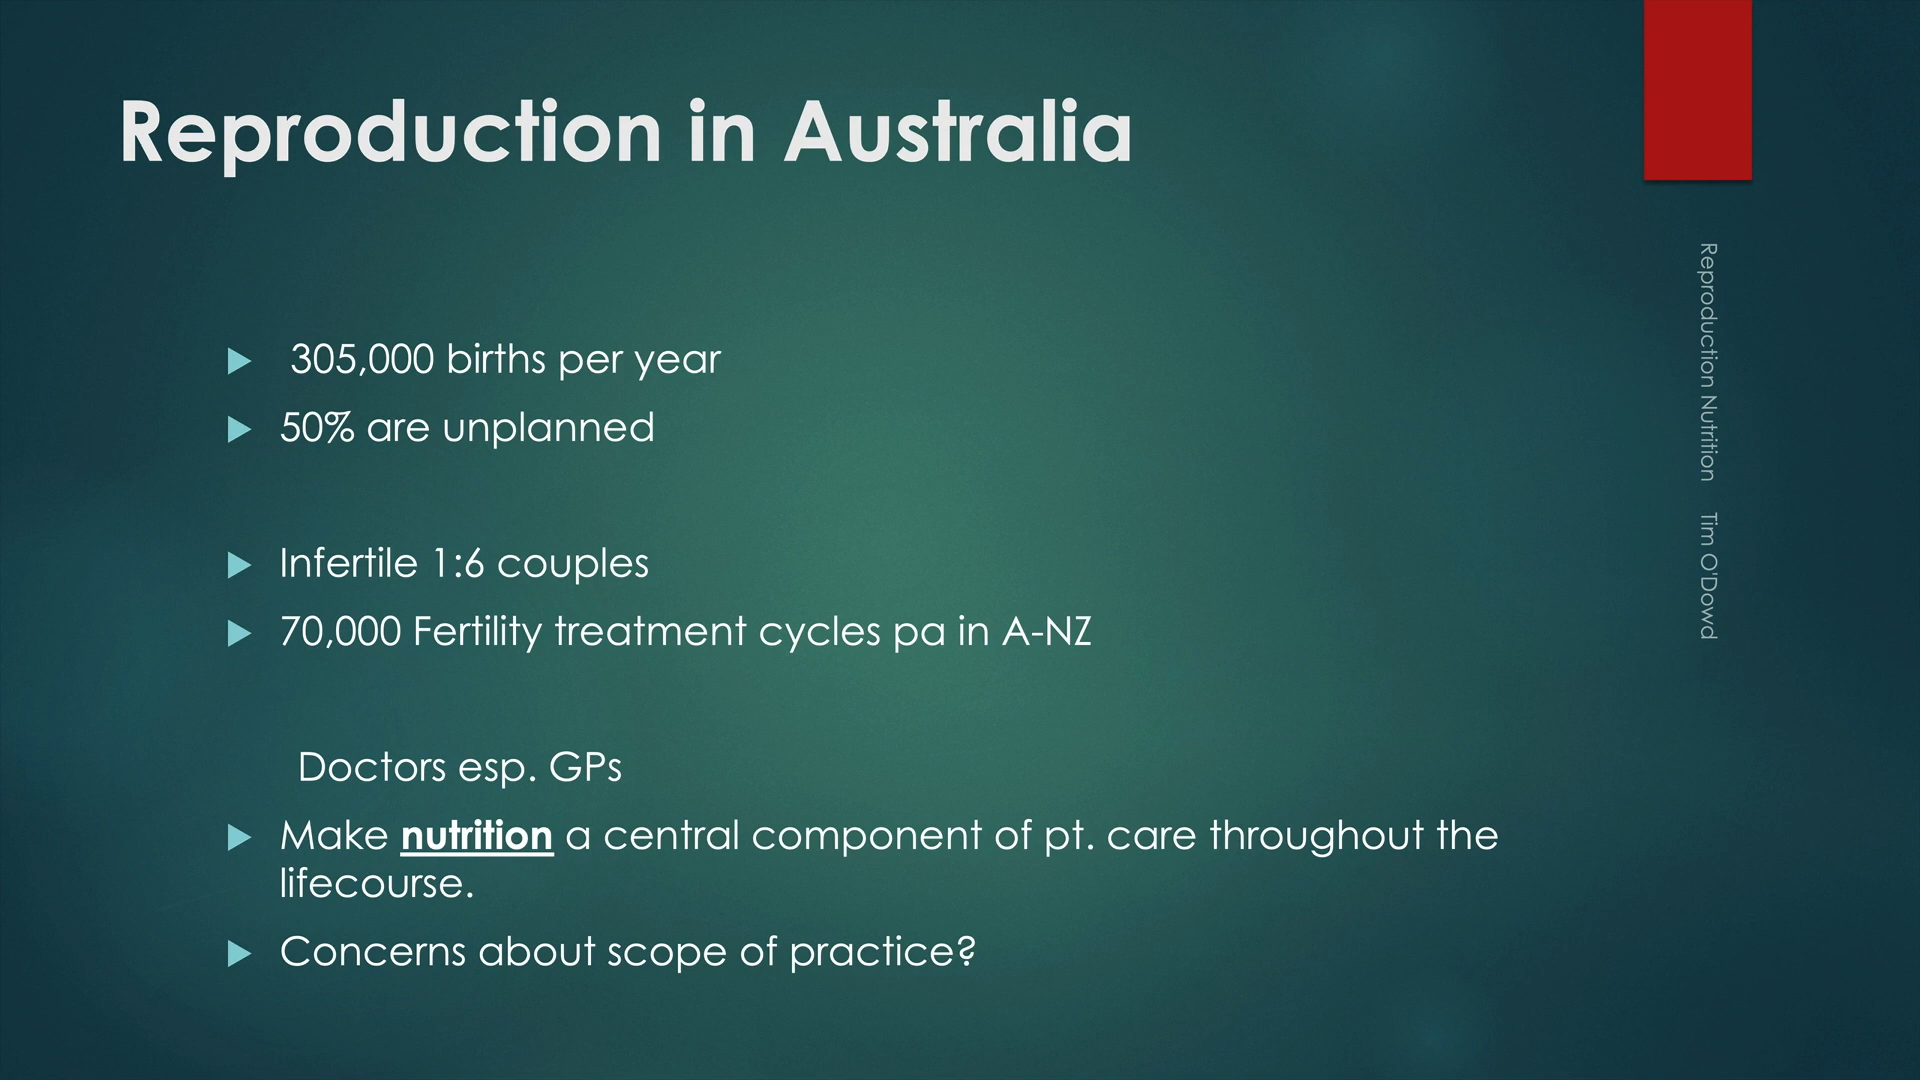 Reproduction in Australia
305,000 births per year
50% are unplanned
Infertile 1:6 couples
70,000 Fertility treatment cycles pa in A-NZ
Doctors esp. GPs
Make nutrition a central component of pt. care throughout the
lifecourse.
Concerns about scope of practice?
Reproduction Nutrition Tim O'Dowd